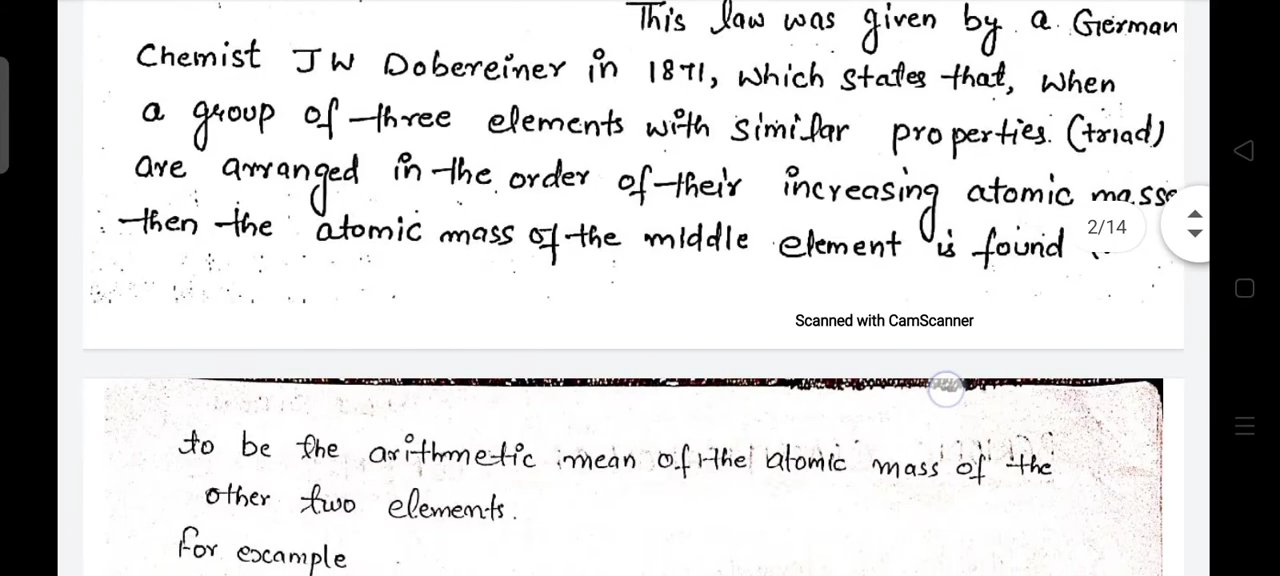 This law was given by a German
Chemist J W Dobereiner in 1871, which states that, when
a group of three elements with similar properties. (triad)
are arranged in the order of their increasing atomic masse
then the atomic mass of the middle element is found
2/14
Scanned with CamScanner
to be the arithmetic mean of the atomic mass of the
other two elements.
For example